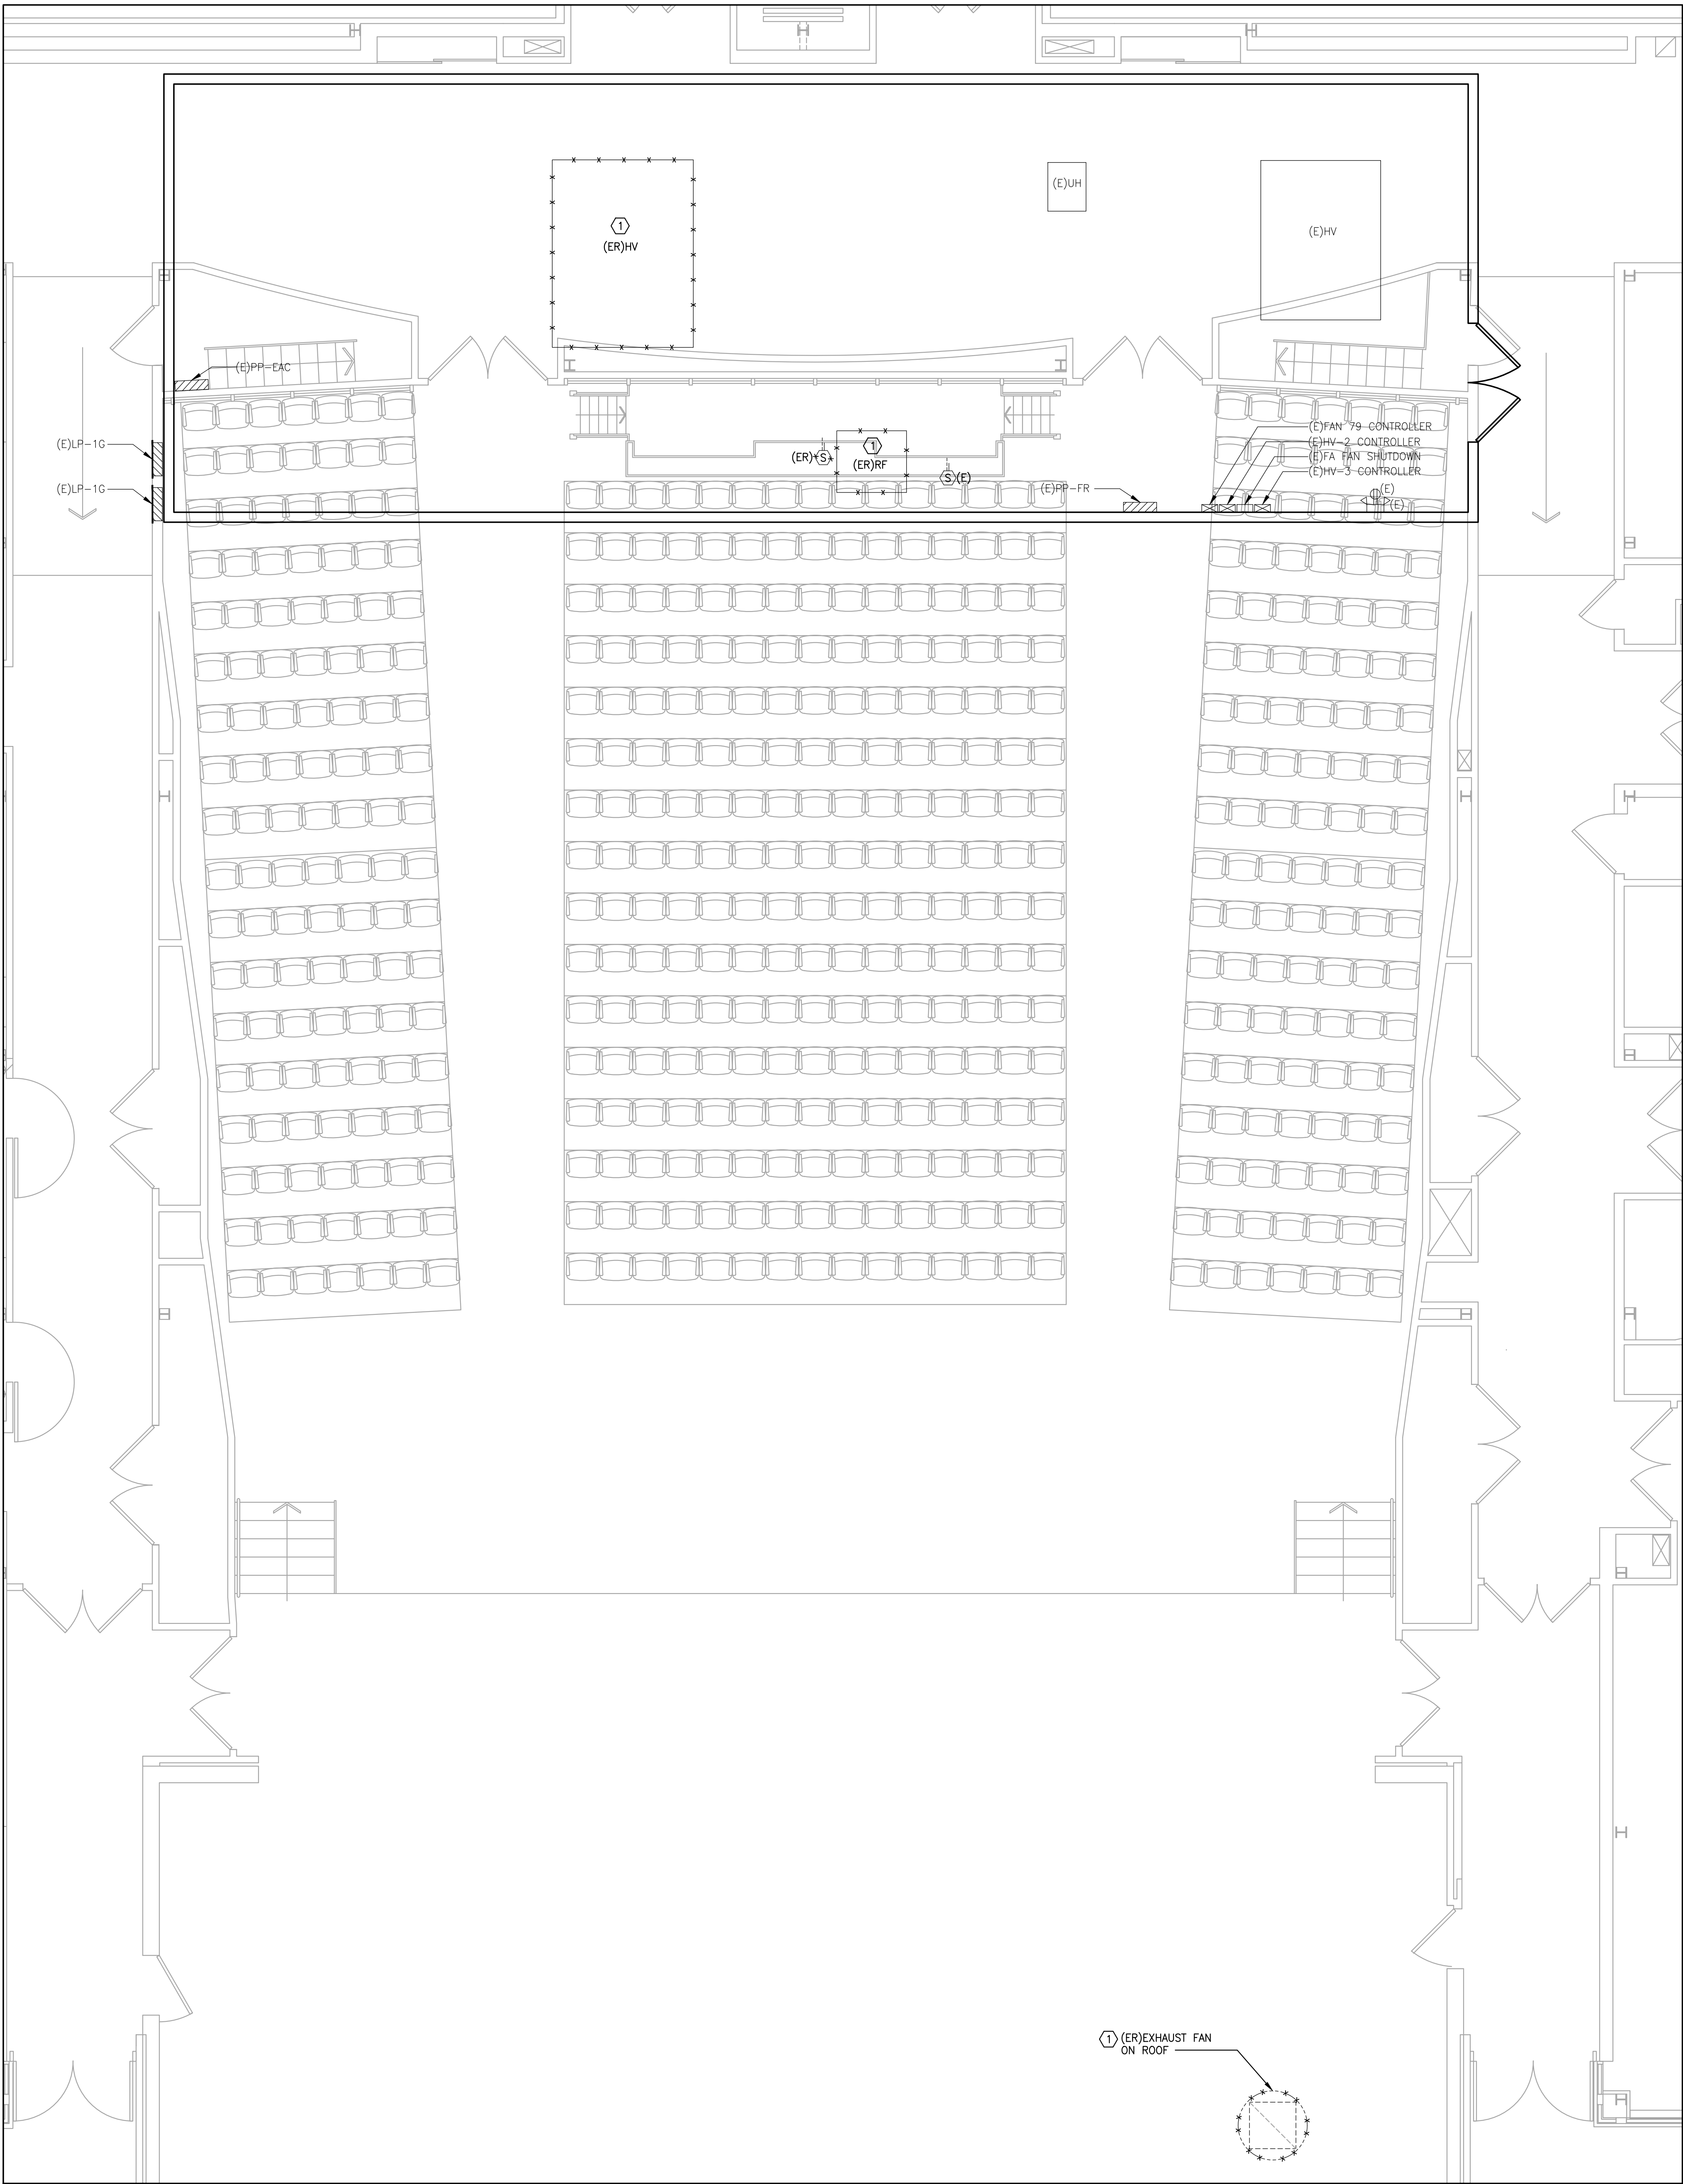 (E)UH
1
(ER)HV
(E)HV
(E)PP-EAC
(E)LP-1G
(E)FAN 79 CONTROLLER
(E)HV-2 CONTROLLER
(E)FA FAN SHUTDOWN
(E)HV-3 CONTROLLER
1
(ER) S
(ER)RF
S (E)
(E)LP-1G
(E)PP-FR
(E)
(E)
1 (ER)EXHAUST FAN
ON ROOF